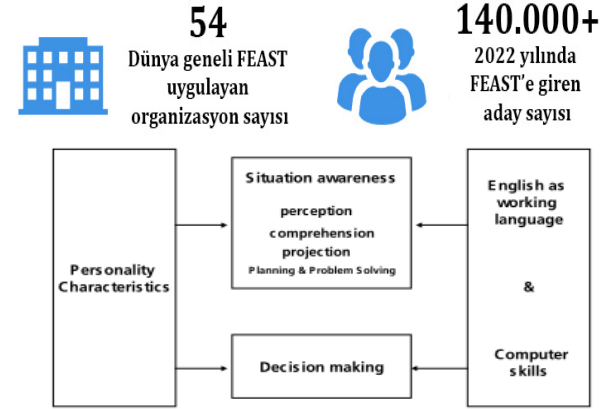 54
Dünya geneli FEAST
uygulayan
organizasyon sayısı
140.000+
2022 yılında
FEAST'e giren
aday sayısı
Personality
Characteristics
Situation awareness
perception
comprehension
projection
Planning & Problem Solving
Decision making
English as
working
language
&
Computer
skills